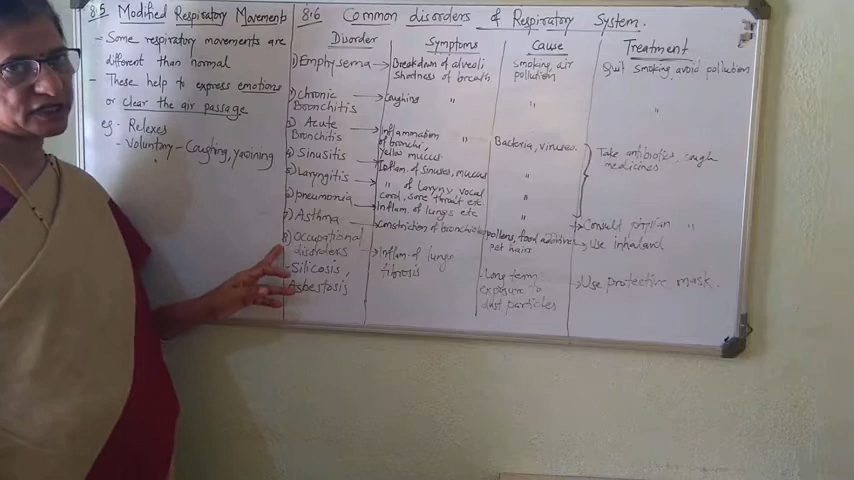 8.5 Modified Respiratory Movements
- Some respiratory movements are
different than normal
- These help to express emotions
or clear the air passage
eg - Relexes
- Voluntary - Coughing, yawning
8.6 Common disorders of Respiratory System.
Disorder Symptoms Cause Treatment
1) Emphysema → Breakdown of alveoli
shortness of breath
smoking, air
pollution
Quit smoking, avoid pollution
2) Chronic
Bronchitis
→ Coughing "
"
"
3) Acute
Bronchitis
→ Inflammation "
of bronchi,
yellow mucus
Bacteria, viruses
Take antibiotics, cough
medicines
4) Sinusitis → Inflam. of sinuses, mucus "
5) Laryngitis → " of larynx, vocal
cord, sore throat etc
"
6) pneumonia → Inflam. of lungs etc "
→ Consult "
7) Asthma → constriction of bronchioles
pollens, food additives
pet hairs
→ Use
8) Occupational
disorders
- Silicosis,
Asbestosis
→ Inflam. of lungs
fibrosis
- Long term
exposure to
dust particles
→ Use protective mask.